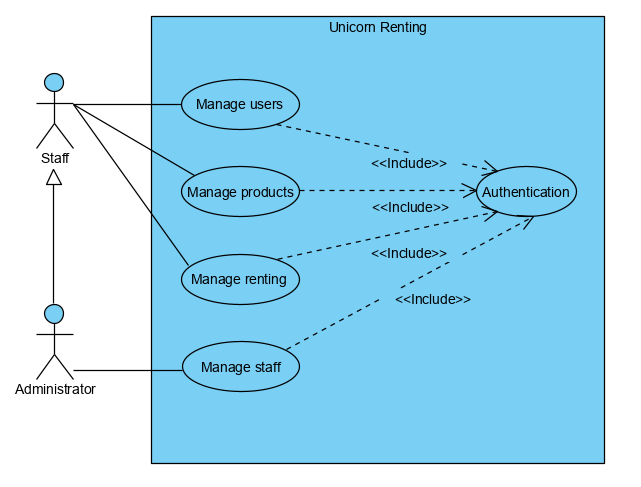 Unicorn Renting
Manage users
Staff
<<Include>>
Manage products
Authentication
<<Include>>
<<Include>>
Manage renting
<<Include>>
Manage staff
Administrator